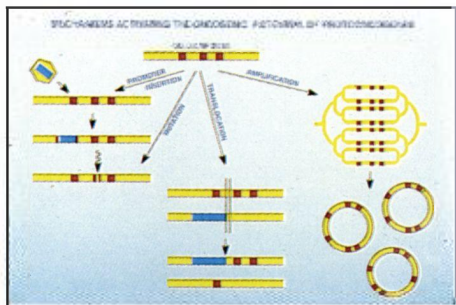 MECHANISMS ACTIVATING THE ONCOGENIC POTENTIAL OF PROTOONCOGENES
PROMOTER
INSERTION
MUTATION
TRANSLOCATION
AMPLIFICATION